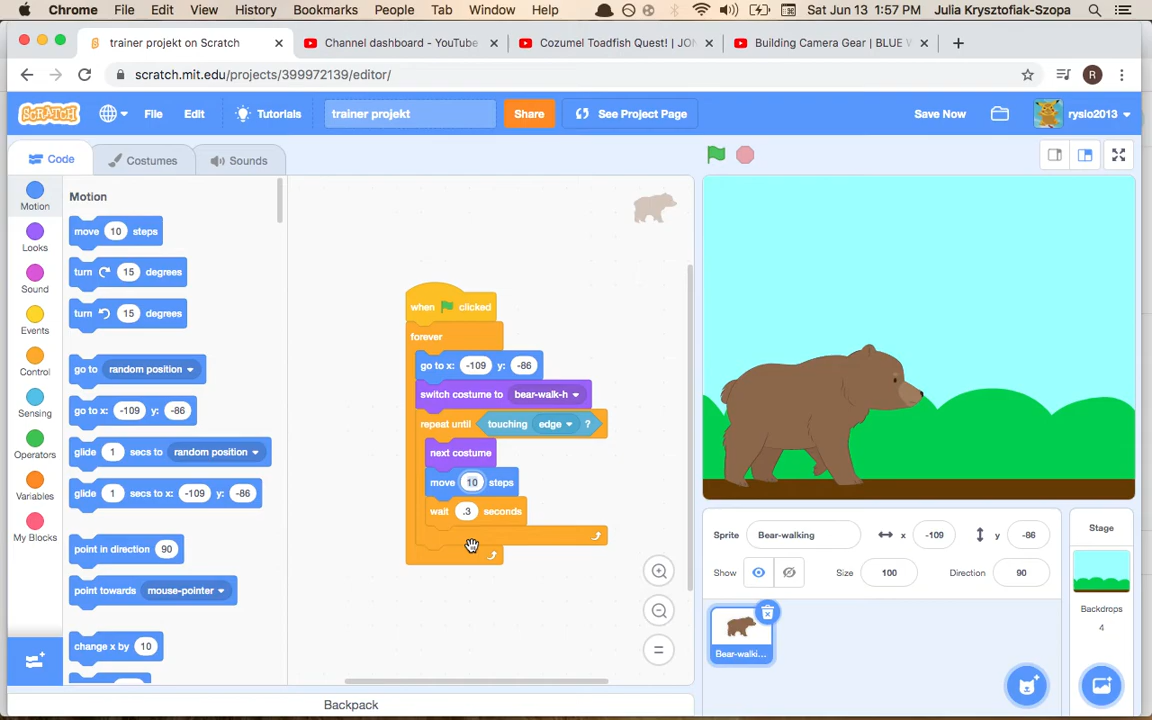 Chrome File Edit View History Bookmarks People Tab Window Help Sat Jun 13 1:57 PM Julia Krysztofiak-Szopa
trainer projekt on Scratch Channel dashboard - YouTube Cozumel Toadfish Quest! | JON Building Camera Gear | BLUE W
scratch.mit.edu/projects/399972139/editor/ R
SCRATCH File Edit Tutorials trainer projekt Share See Project Page Save Now ryslo2013
Code Costumes Sounds
Motion
Looks
Sound
Events
Control
Sensing
Operators
Variables
My Blocks
Motion
move 10 steps
turn 15 degrees
turn 15 degrees
go to random position
go to x: -109 y: -86
glide 1 secs to random position
glide 1 secs to x: -109 y: -86
point in direction 90
point towards mouse-pointer
change x by 10
when clicked
forever
go to x: -109 y: -86
switch costume to bear-walk-h
repeat until touching edge ?
next costume
move 10 steps
wait .3 seconds
Sprite Bear-walking x -109 y -86
Show Size 100 Direction 90
Bear-walki...
Stage
Backdrops
4
Backpack